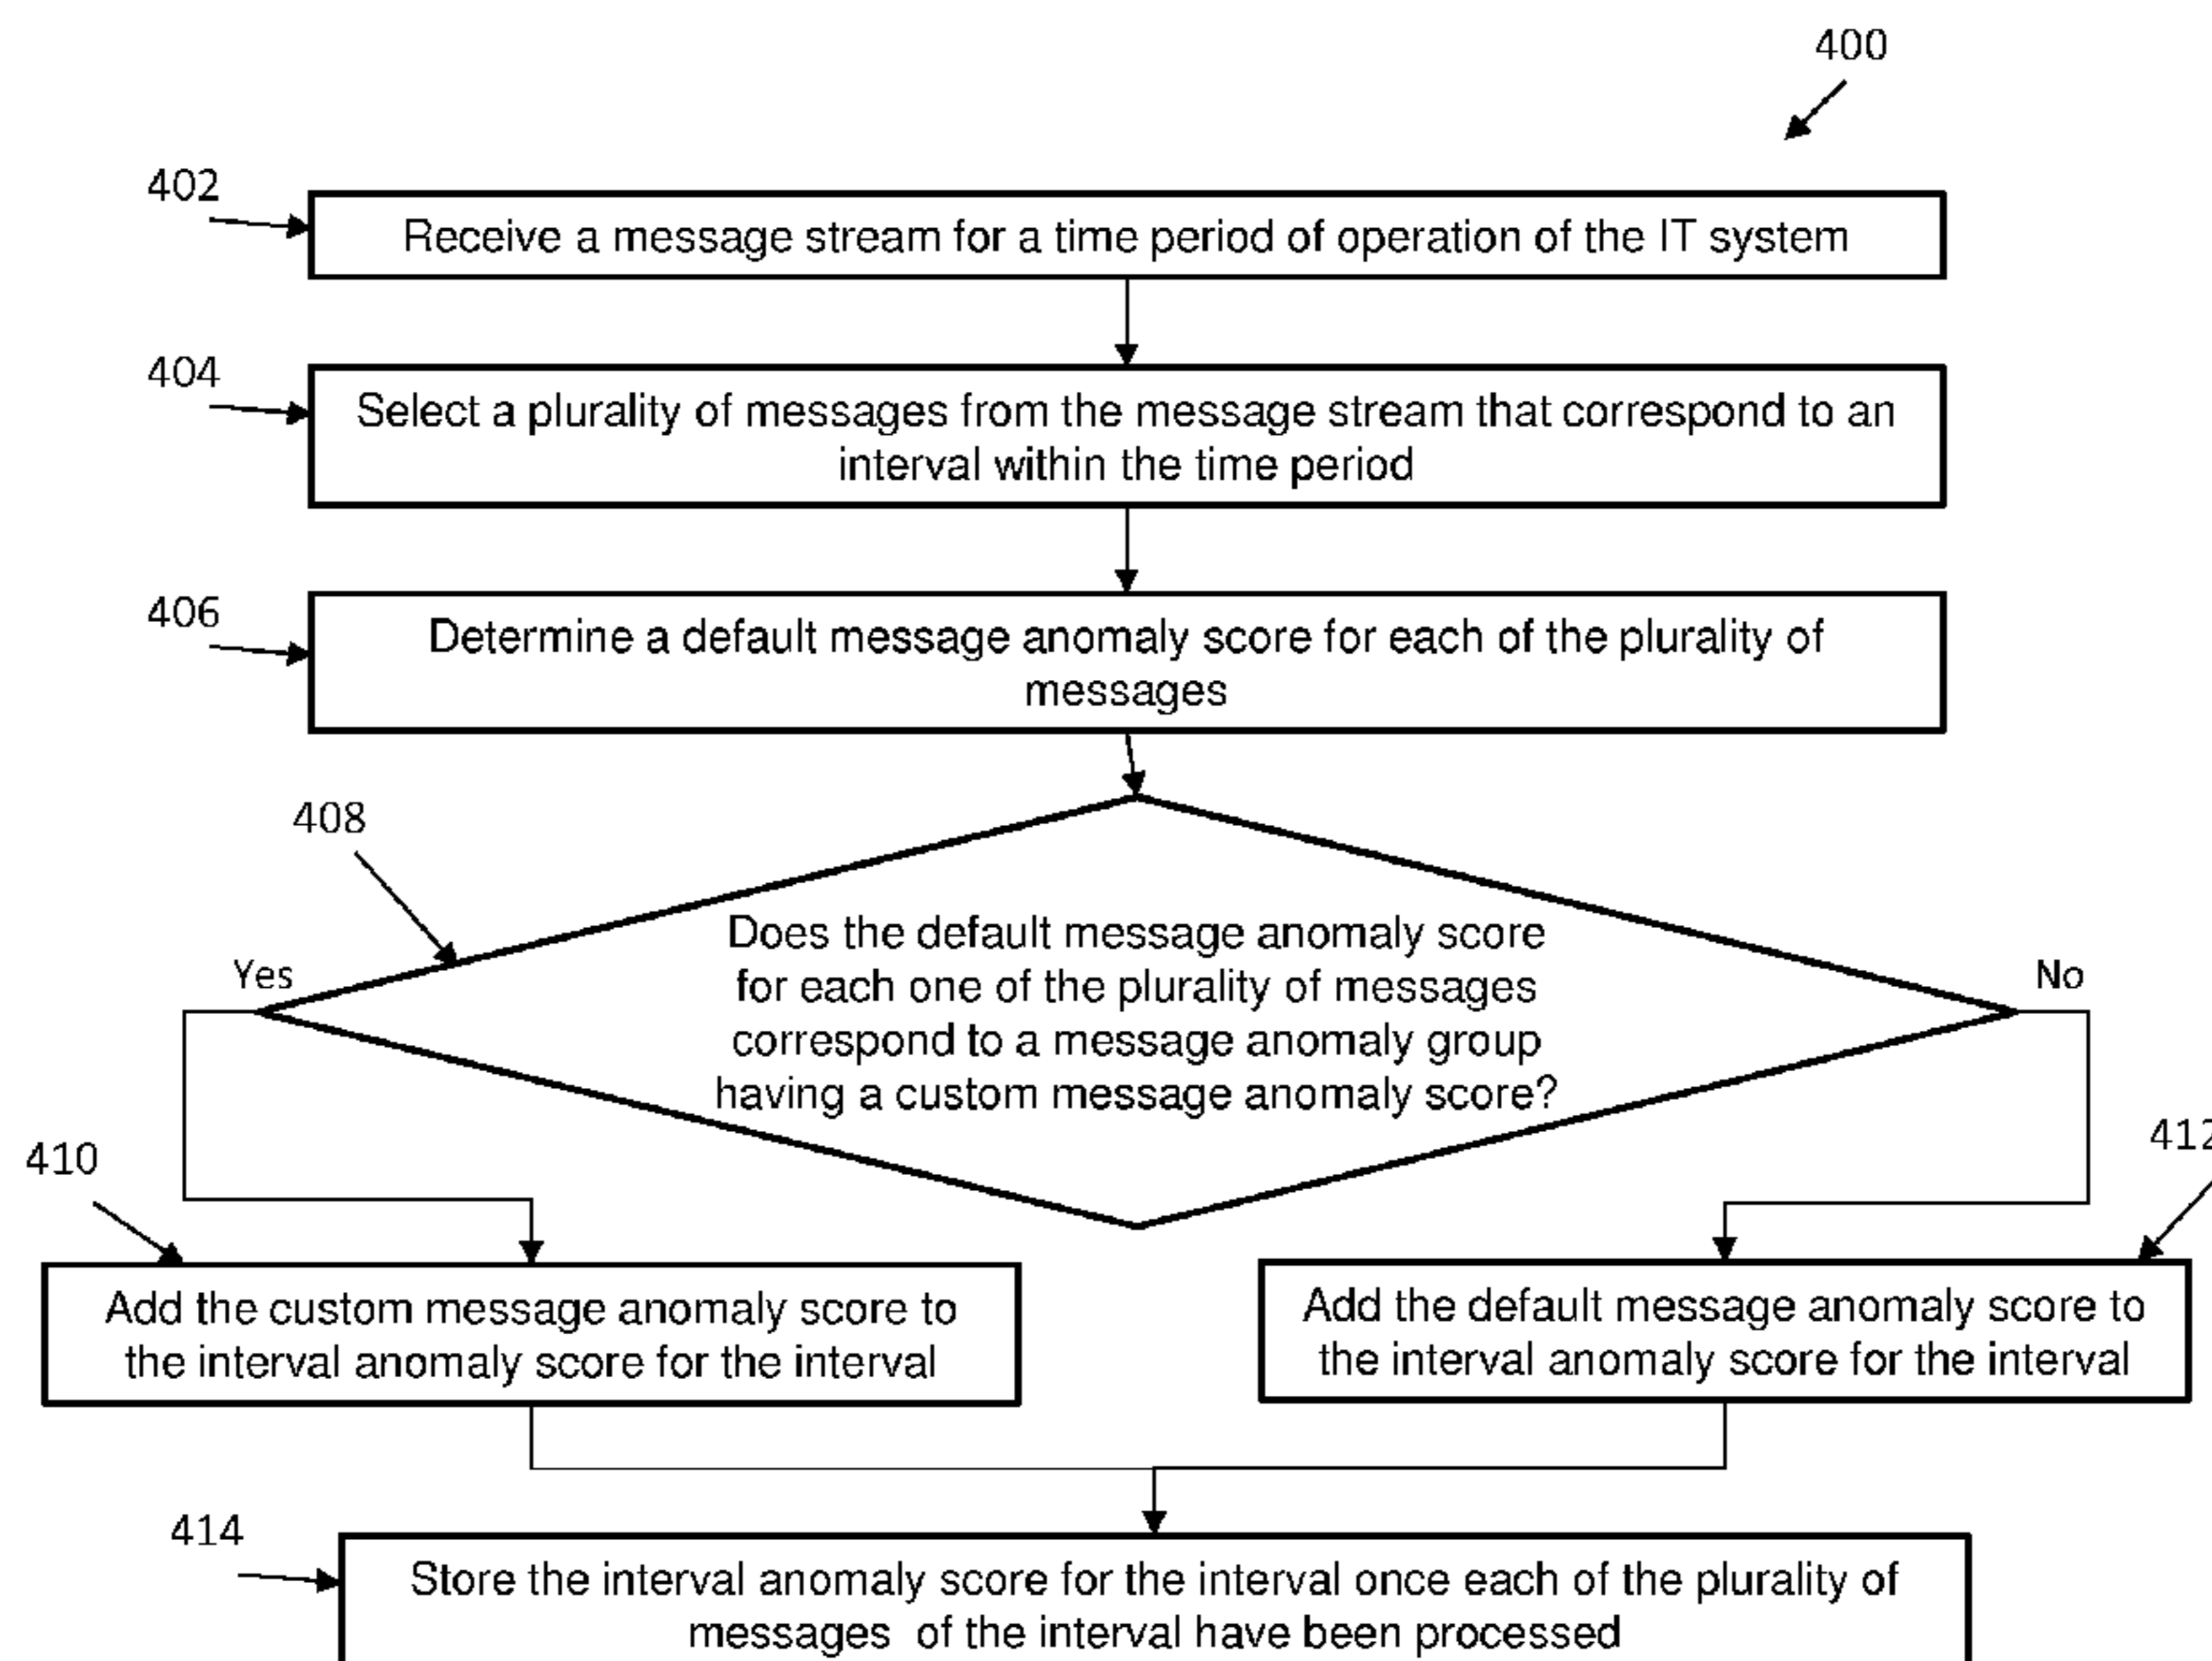 400
402
Receive a message stream for a time period of operation of the IT system
404
Select a plurality of messages from the message stream that correspond to an
interval within the time period
406
Determine a default message anomaly score for each of the plurality of
messages
408
Does the default message anomaly score
for each one of the plurality of messages
correspond to a message anomaly group
having a custom message anomaly score?
Yes
No
410
412
Add the custom message anomaly score to
the interval anomaly score for the interval
Add the default message anomaly score to
the interval anomaly score for the interval
414
Store the interval anomaly score for the interval once each of the plurality of
messages of the interval have been processed